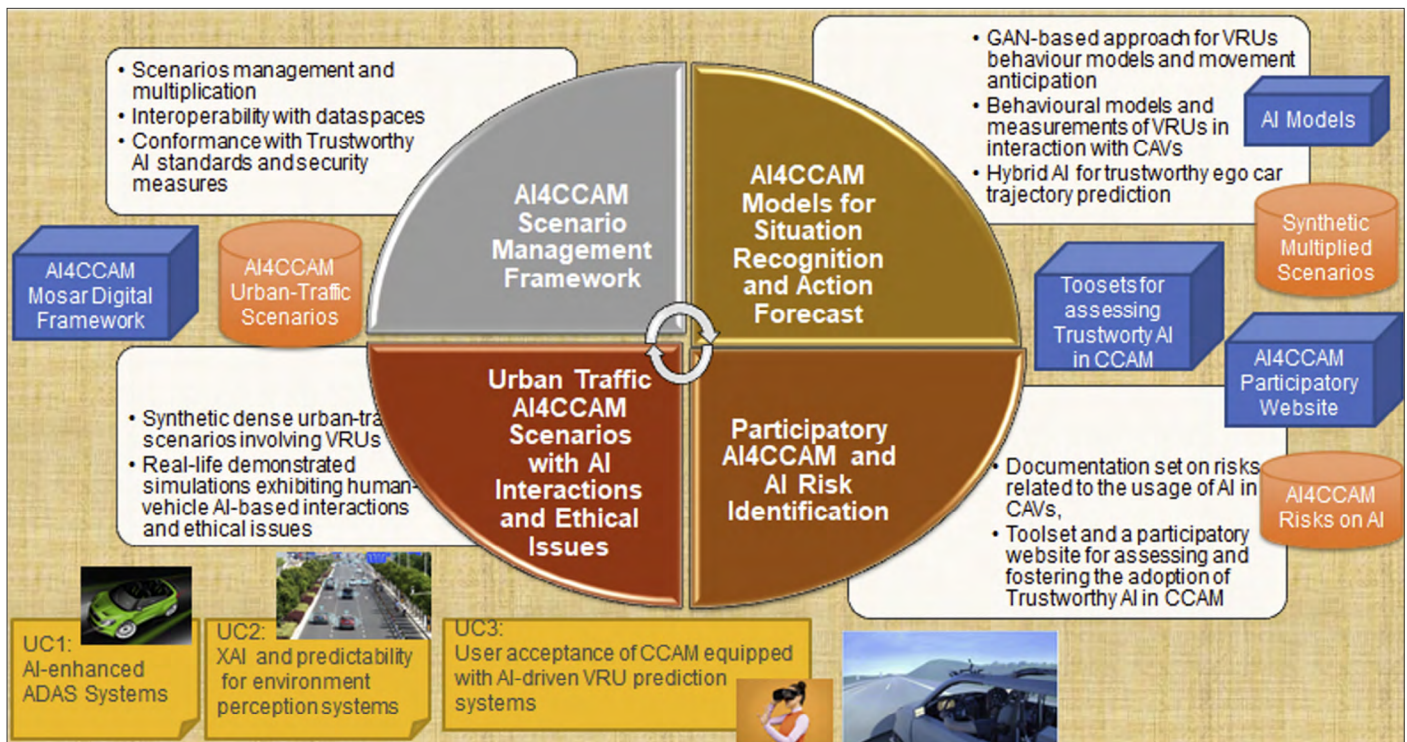 • Scenarios management and
multiplication
• Interoperability with dataspaces
• Conformance with Trustworthy
AI standards and security
measures
AI4CCAM
Scenario
Management
Framework
AI4CCAM
Models for
Situation
Recognition
and Action
Forecast
• GAN-based approach for VRUs
behaviour models and movement
anticipation
• Behavioural models and
measurements of VRUs in
interaction with CAVs
• Hybrid AI for trustworthy ego car
trajectory prediction
AI Models
Synthetic
Multiplied
Scenarios
AI4CCAM
Mosar Digital
Framework
AI4CCAM
Urban-Traffic
Scenarios
Toosets for
assessing
Trustworty AI
in CCAM
AI4CCAM
Participatory
Website
• Synthetic dense urban-tra
scenarios involving VRUs
• Real-life demonstrated
simulations exhibiting human-
vehicle AI-based interactions
and ethical issues
Urban Traffic
AI4CCAM
Scenarios
with AI
Interactions
and Ethical
Issues
Participatory
AI4CCAM and
AI Risk
Identification
• Documentation set on risks
related to the usage of AI in
CAVs,
• Toolset and a participatory
website for assessing and
fostering the adoption of
Trustworthy AI in CCAM
AI4CCAM
Risks on AI
UC1:
AI-enhanced
ADAS Systems
UC2:
XAI and predictability
for environment
perception systems
UC3:
User acceptance of CCAM equipped
with AI-driven VRU prediction
systems